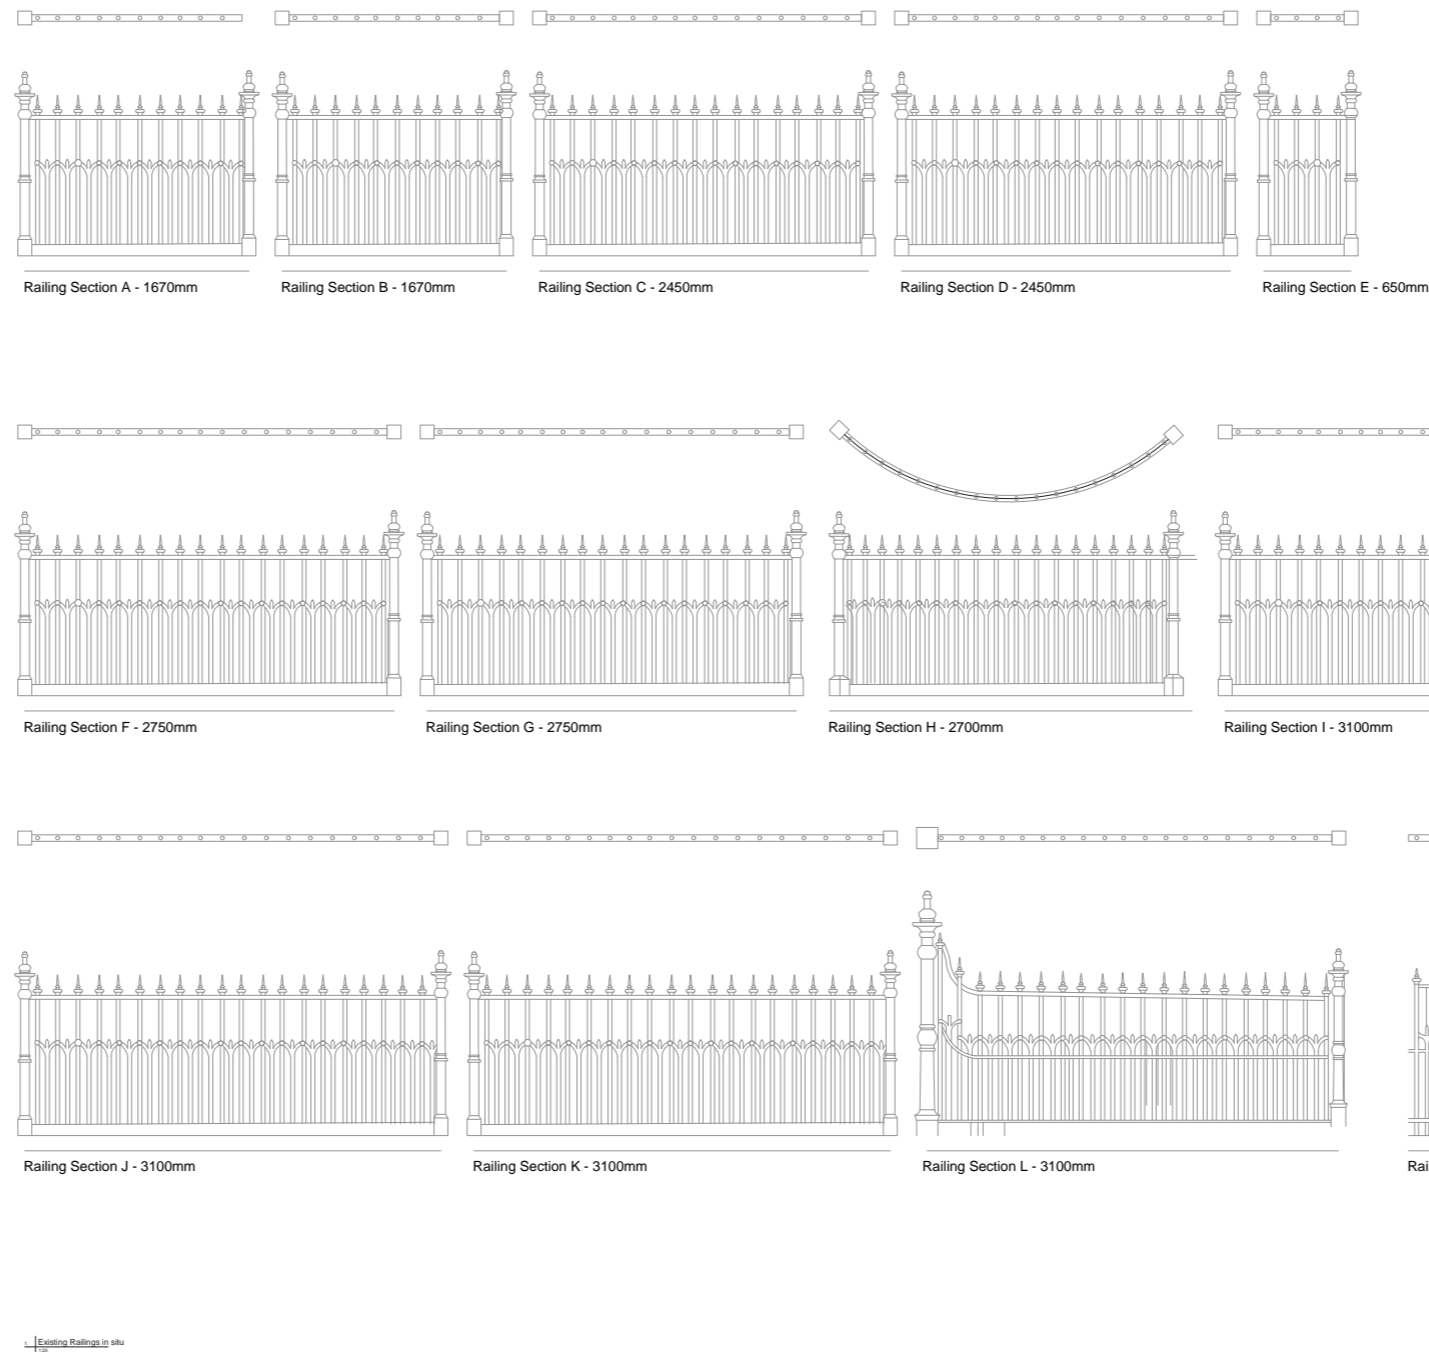 Railing Section A - 1670mm
Railing Section B - 1670mm
Railing Section C - 2450mm
Railing Section D - 2450mm
Railing Section E - 650mm
Railing Section F - 2750mm
Railing Section G - 2750mm
Railing Section H - 2700mm
Railing Section I - 3100mm
Railing Section J - 3100mm
Railing Section K - 3100mm
Railing Section L - 3100mm
Rai
Existing Railings in situ